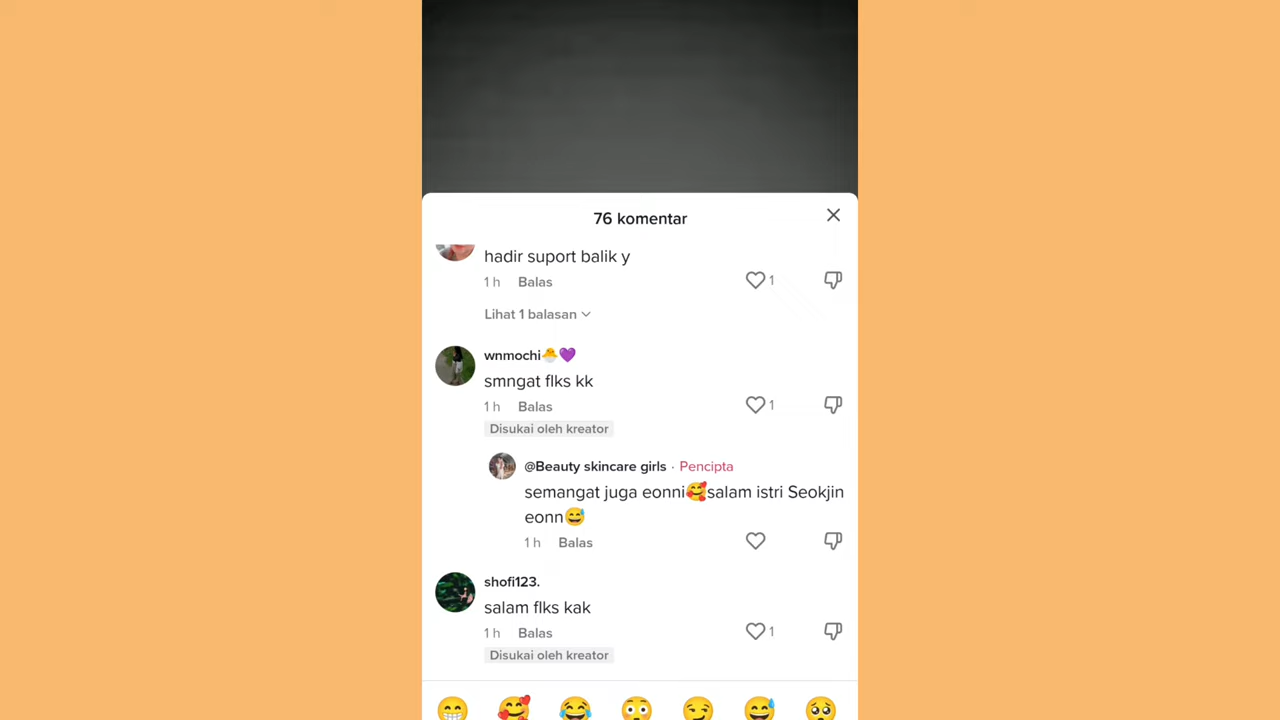 76 komentar
hadir suport balik y
1 h Balas 1
Lihat 1 balasan
wnmochi🐣💜
smngat flks kk
1 h Balas 1
Disukai oleh kreator
@Beauty skincare girls · Pencipta
semangat juga eonni🥰salam istri Seokjin
eonn😅
1 h Balas
shofi123.
salam flks kak
1 h Balas 1
Disukai oleh kreator